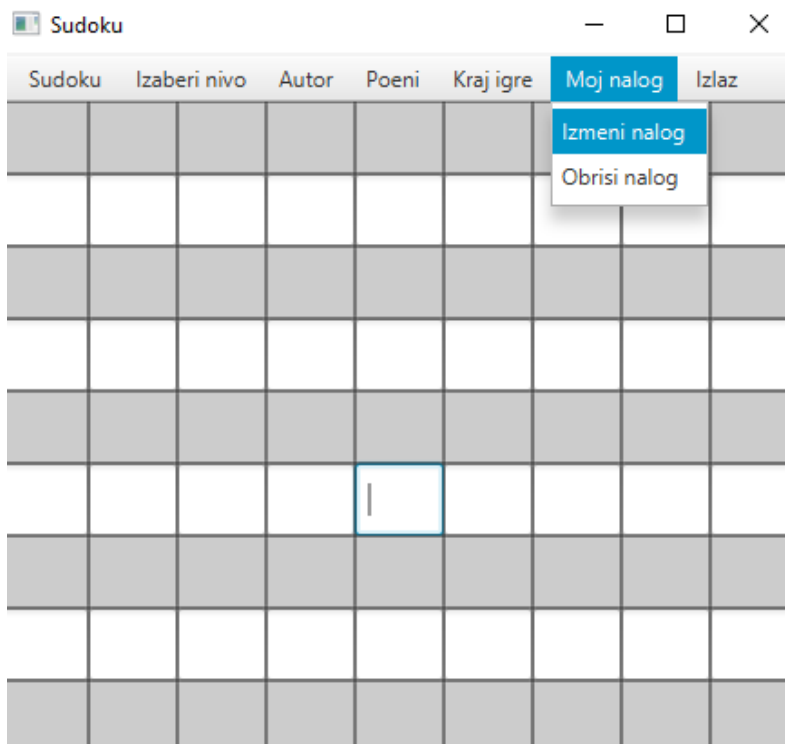 Sudoku
Sudoku Izaberi nivo Autor Poeni Kraj igre Moj nalog Izlaz
Izmeni nalog
Obrisi nalog